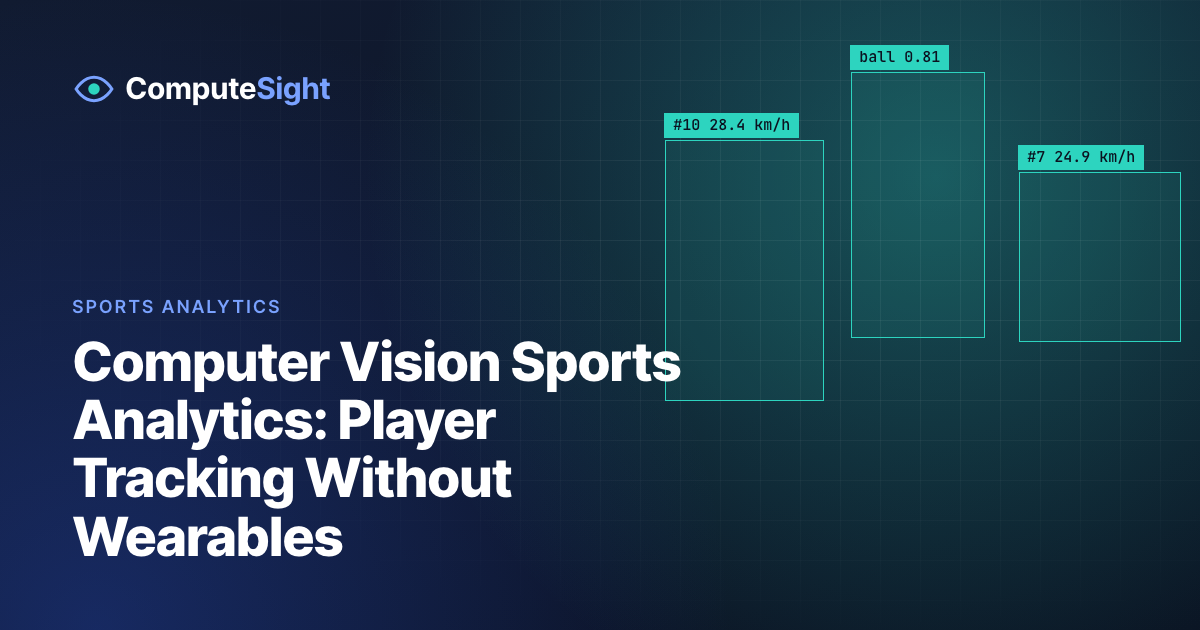 ComputeSight
ball 0.81
#10 28.4 km/h
#7 24.9 km/h
SPORTS ANALYTICS
Computer Vision Sports
Analytics: Player
Tracking Without
Wearables